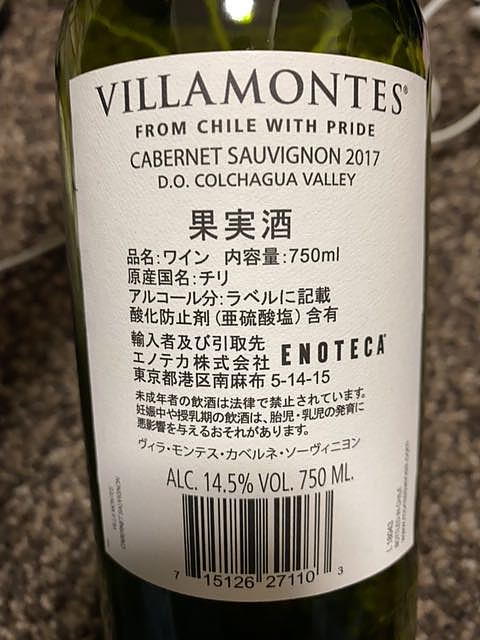 VILLAMONTES®
FROM CHILE WITH PRIDE
CABERNET SAUVIGNON 2017
D.O. COLCHAGUA VALLEY
果実酒
品名:ワイン 内容量:750ml
原産国名:チリ
アルコール分:ラベルに記載
酸化防止剤(亜硫酸塩)含有
輸入者及び引取先
エノテカ株式会社 ENOTECA
東京都港区南麻布 5-14-15
未成年者の飲酒は法律で禁止されています。
妊娠中や授乳期の飲酒は、胎児・乳児の発育に
悪影響を与えるおそれがあります。
ヴィラ・モンテス・カベルネ・ソーヴィニヨン
ALC. 14.5% VOL. 750 ML.
7 15126 27110 3